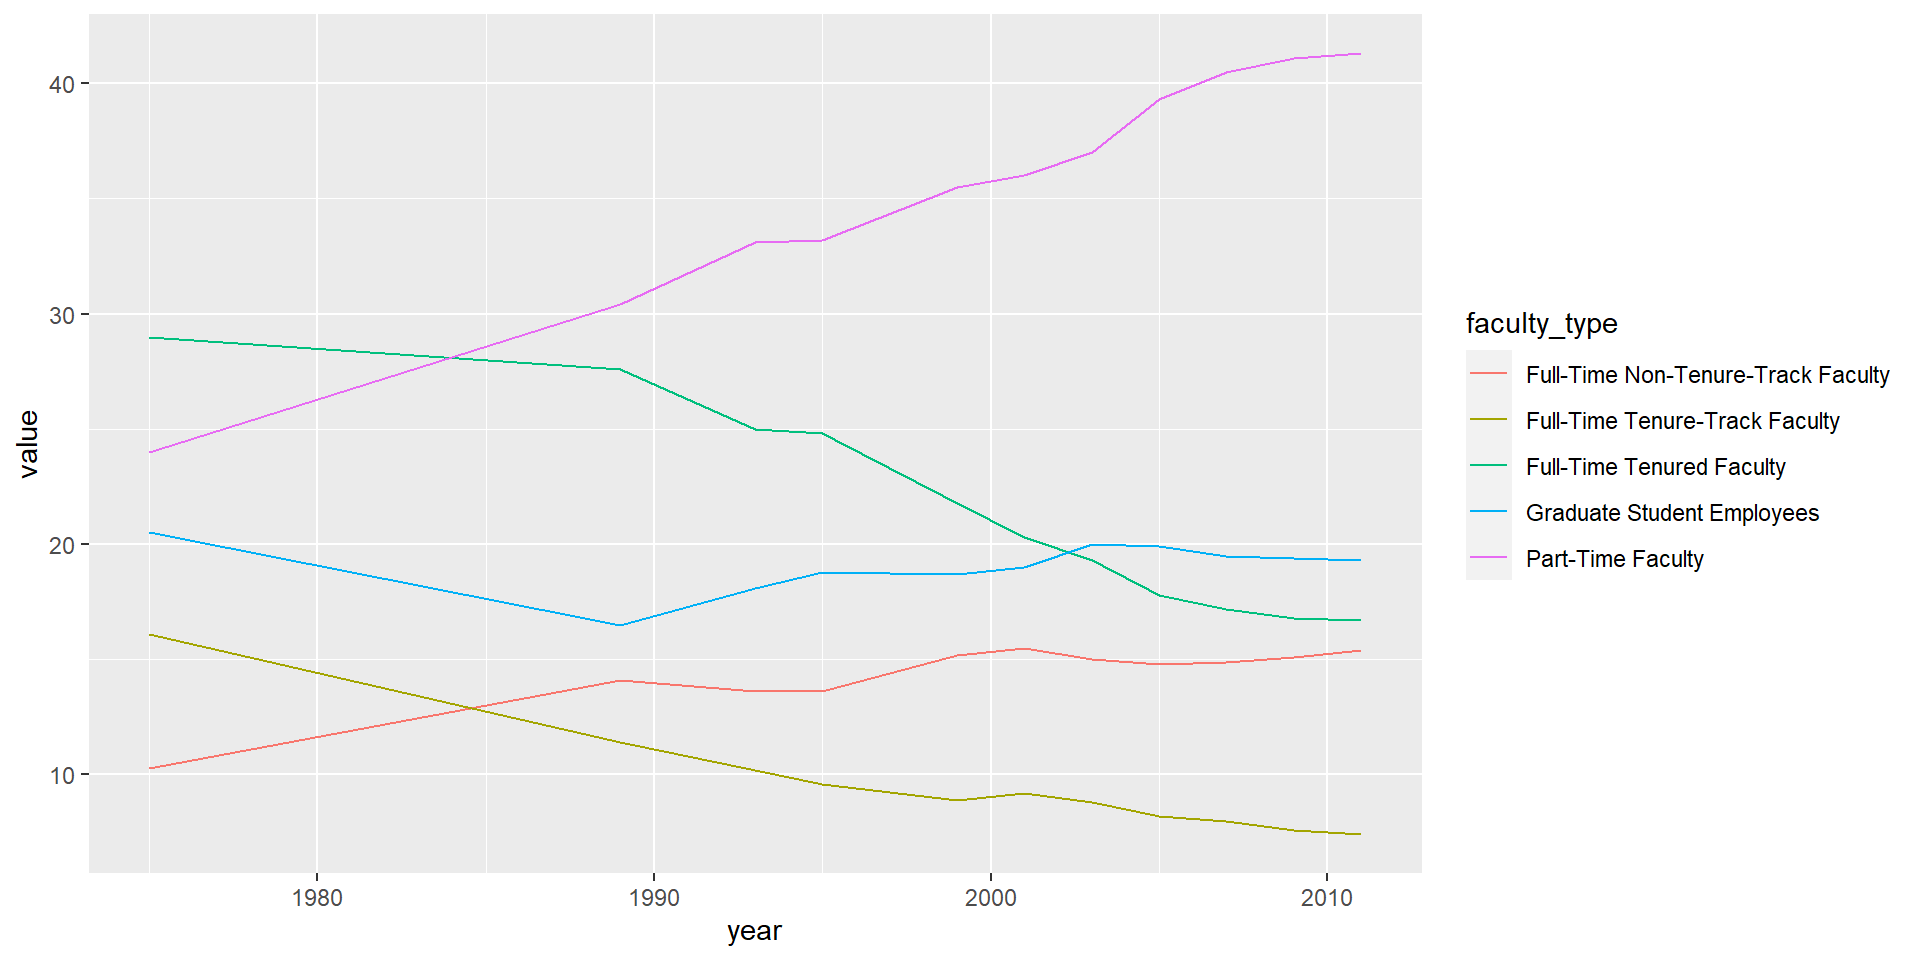 40
30
20
10
value
1980
1990
2000
2010
year
faculty_type
Full-Time Non-Tenure-Track Faculty
Full-Time Tenure-Track Faculty
Full-Time Tenured Faculty
Graduate Student Employees
Part-Time Faculty